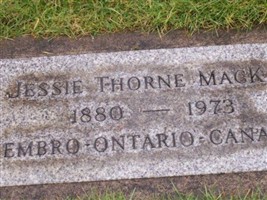 JESSIE THORNE MACK
1880 — 1973
EMBRO-ONTARIO-CANA